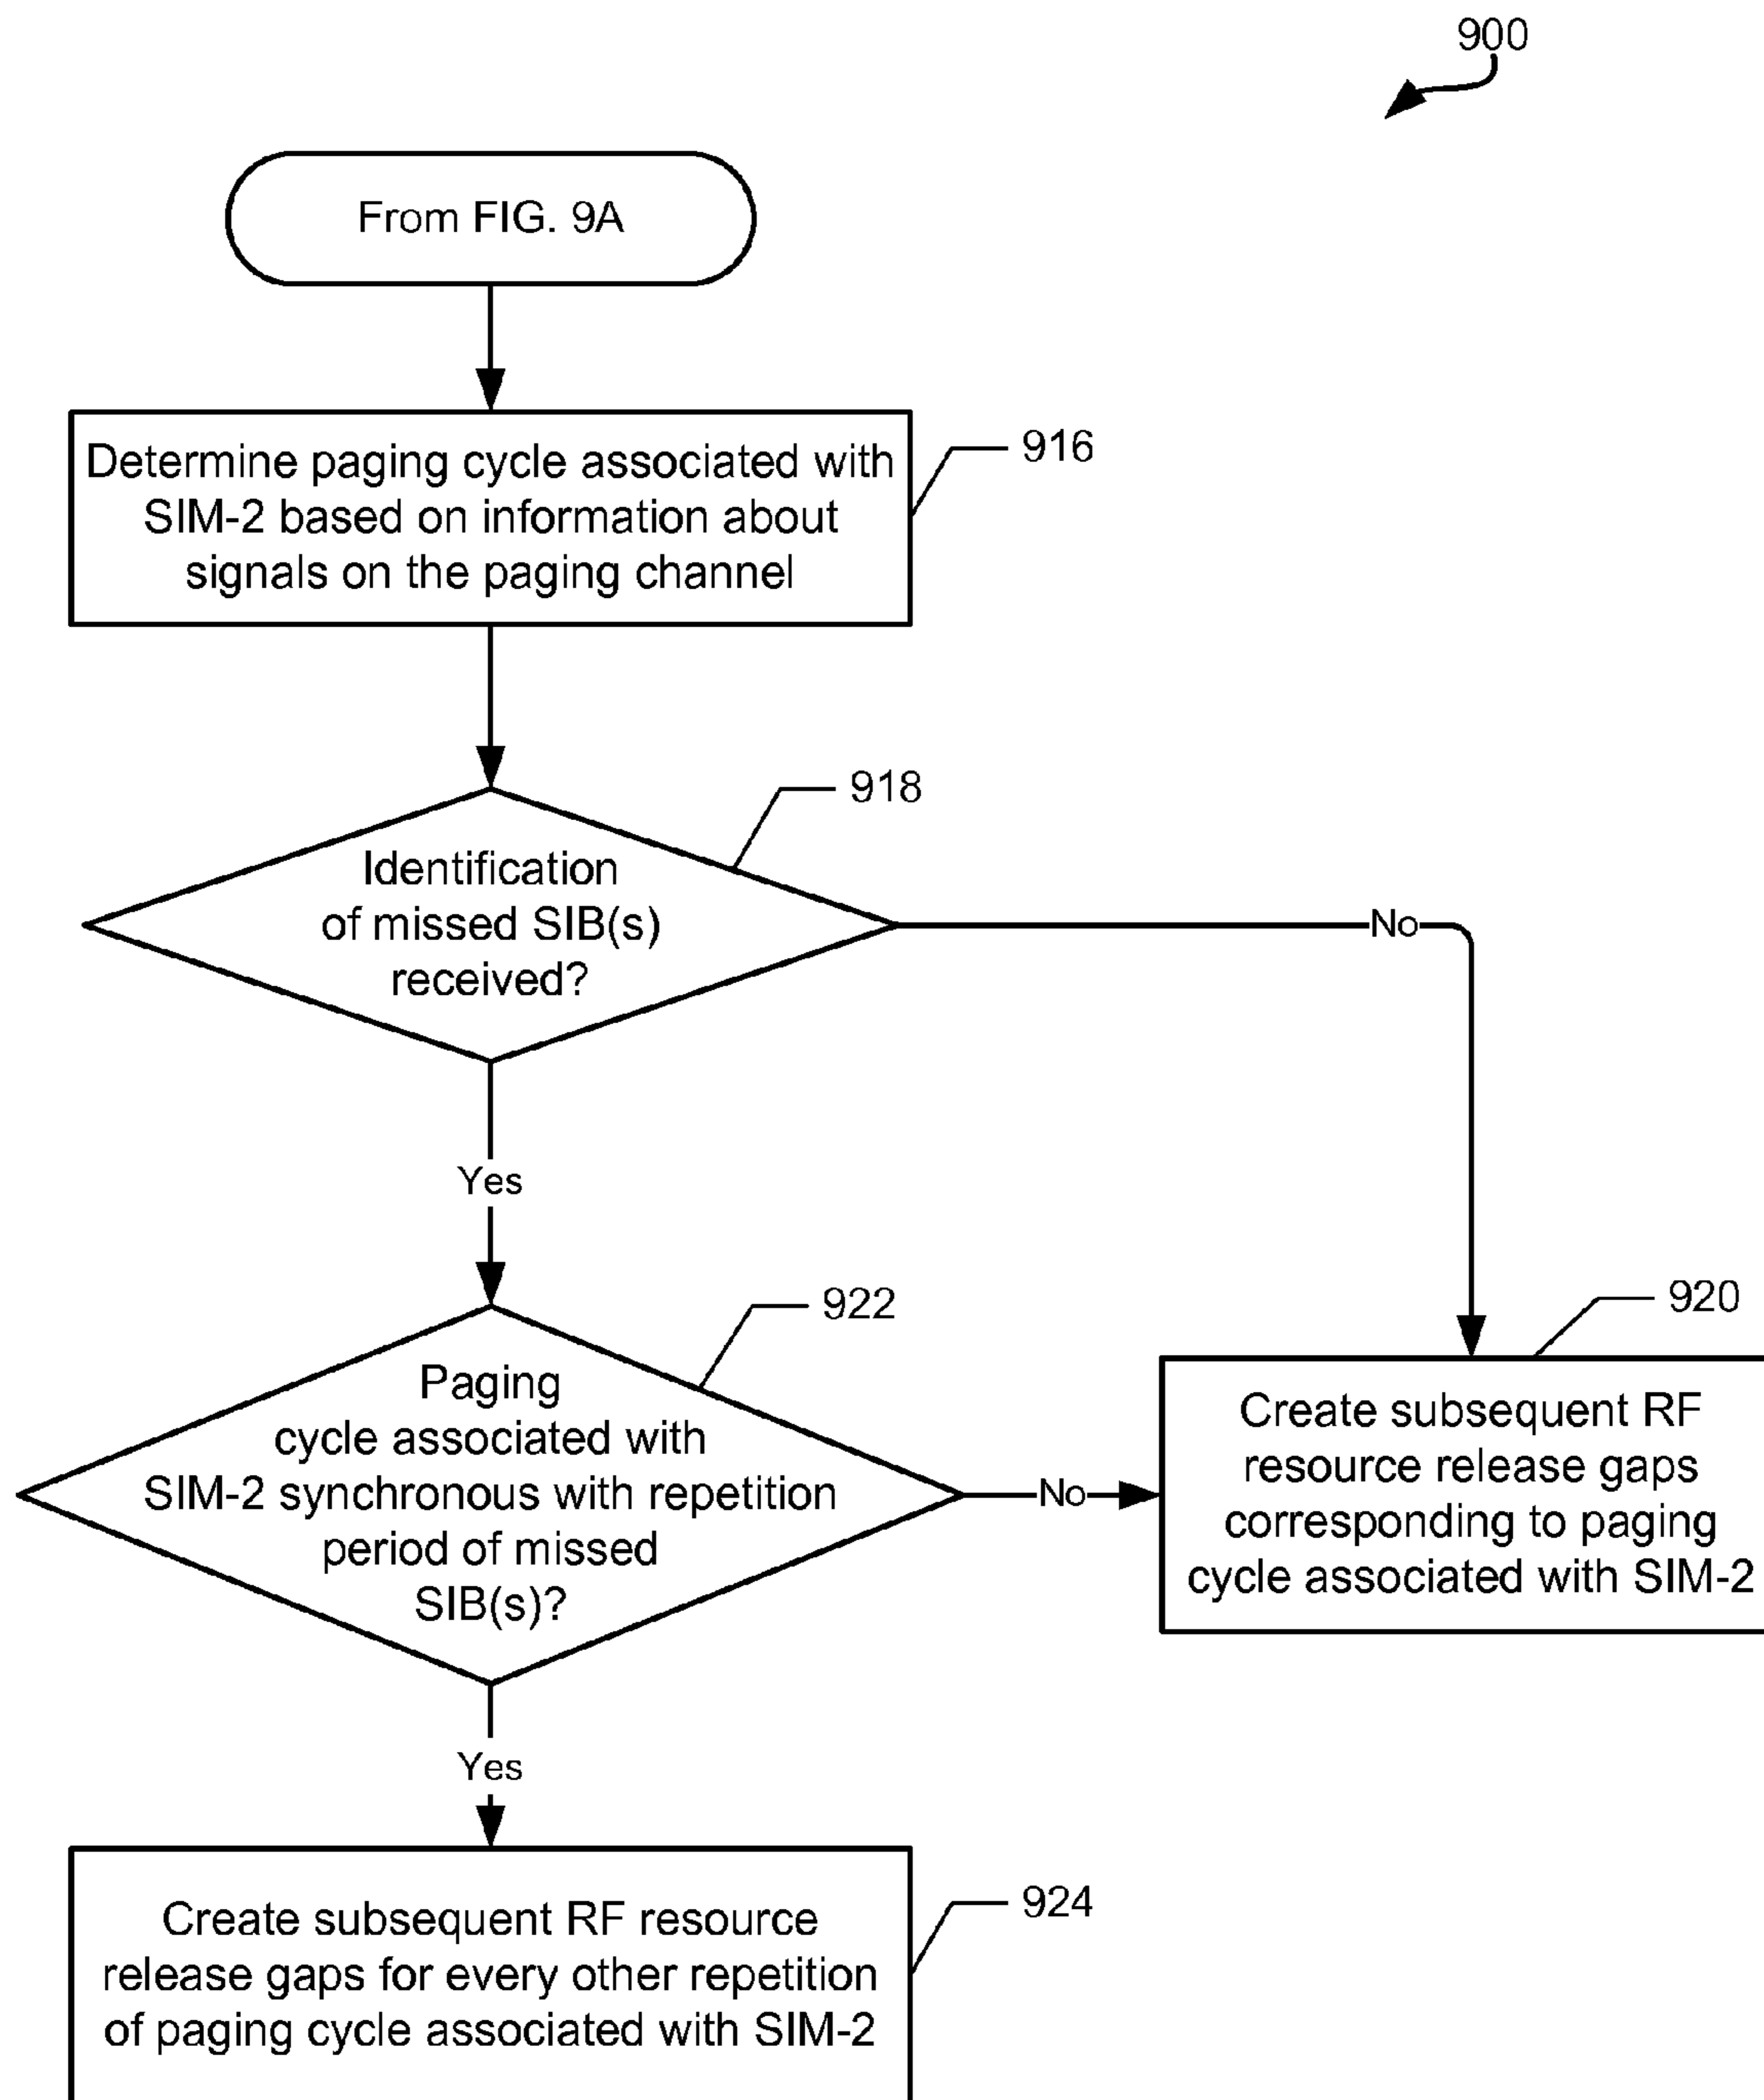 900
From FIG. 9A
Determine paging cycle associated with
SIM-2 based on information about
signals on the paging channel
916
Identification
of missed SIB(s)
received?
918
No
Yes
Paging
cycle associated with
SIM-2 synchronous with repetition
period of missed
SIB(s)?
922
No
Create subsequent RF
resource release gaps
corresponding to paging
cycle associated with SIM-2
920
Yes
Create subsequent RF resource
release gaps for every other repetition
of paging cycle associated with SIM-2
924